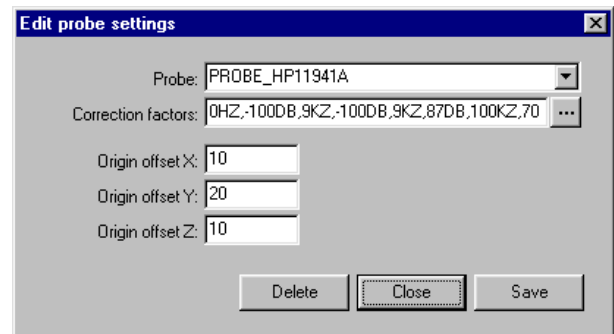 Edit probe settings
Probe: PROBE_HP11941A
Correction factors: 0HZ,-100DB,9KZ,-100DB,9KZ,87DB,100KZ,70 ...
Origin offset X: 10
Origin offset Y: 20
Origin offset Z: 10
Delete Close Save